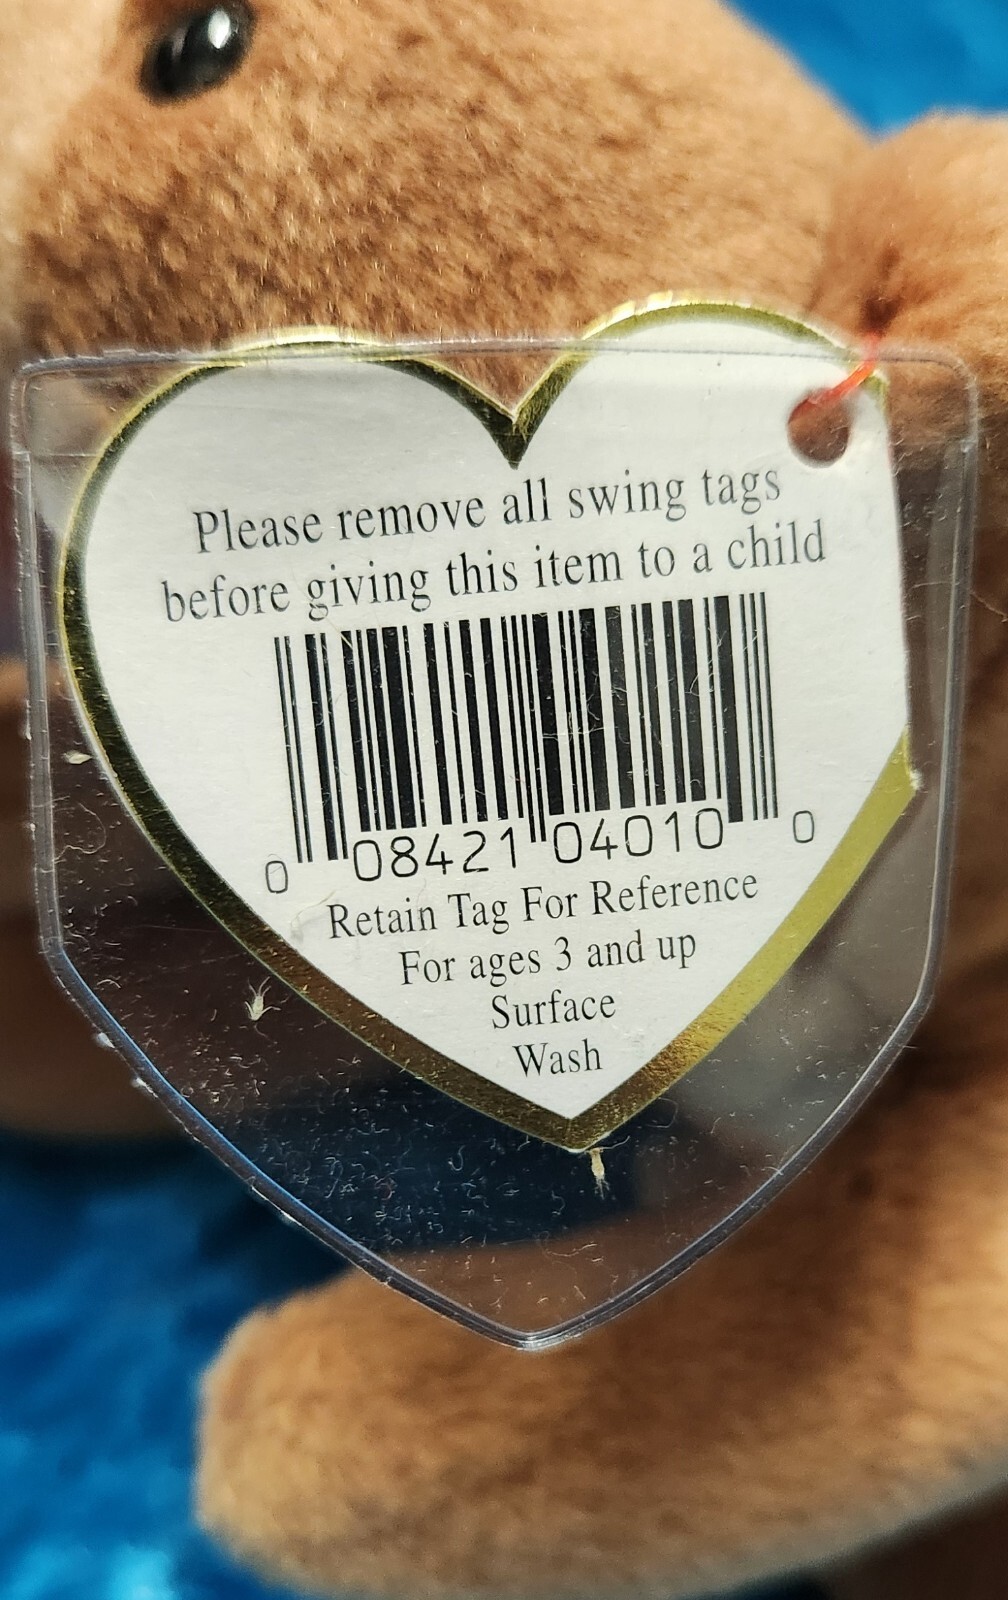 Please remove all swing tags
before giving this item to a child
0 08421 04010 0
Retain Tag For Reference
For ages 3 and up
Surface
Wash